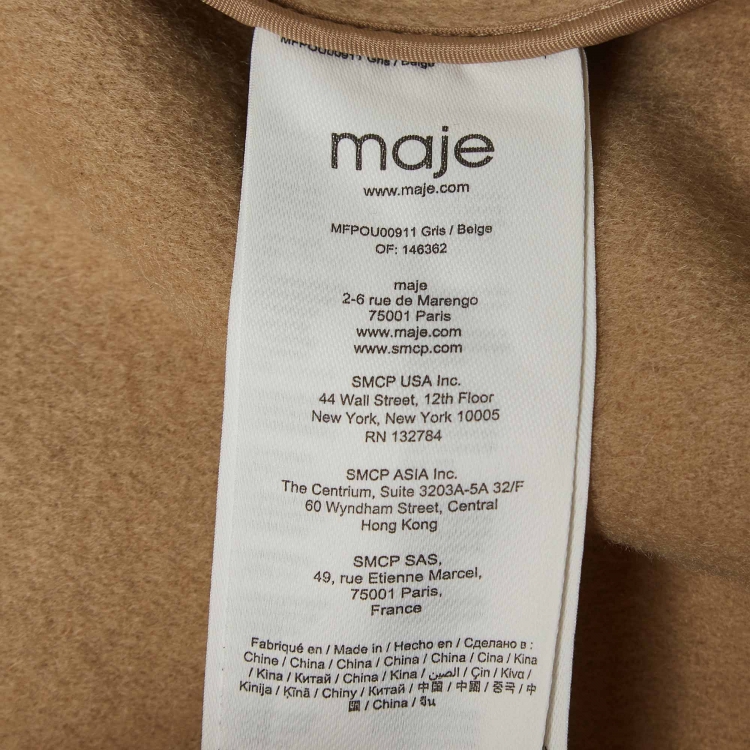 MFPOU00911 Gris / Beige
maje
www.maje.com
MFPOU00911 Gris / Beige
OF: 146362
maje
2-6 rue de Marengo
75001 Paris
www.maje.com
www.smcp.com
SMCP USA Inc.
44 Wall Street, 12th Floor
New York, New York 10005
RN 132784
SMCP ASIA Inc.
The Centrium, Suite 3203A-5A 32/F
60 Wyndham Street, Central
Hong Kong
SMCP SAS,
49, rue Etienne Marcel,
75001 Paris,
France
Fabriqué en / Made in / Hecho en / Сделано в :
Chine / China / China / China / China / Cina / Kina
/ Kina / Китай / China / Kina / الصين / Çin / Κίνα /
Kinija / Ķīnā / Chiny / Китай / 中国 / 中國 / 중국 / 中
國 / China / จีน